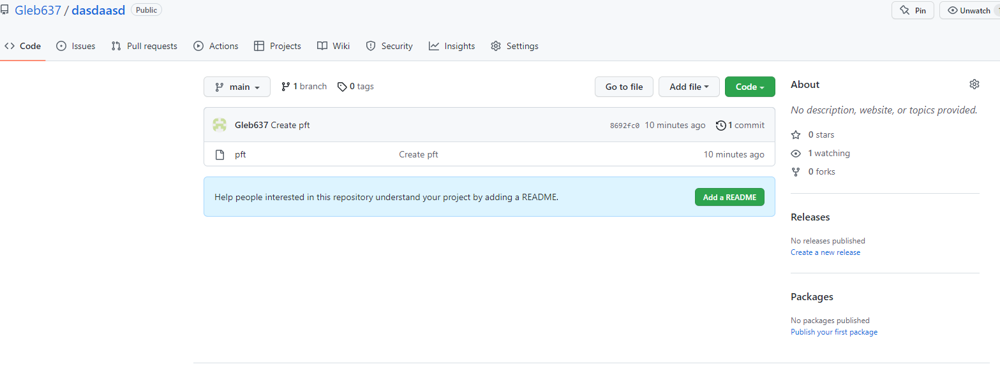 Gleb637 / dasdaasd Public Pin Unwatch
<> Code Issues Pull requests Actions Projects Wiki Security Insights Settings
main 1 branch 0 tags Go to file Add file Code
Gleb637 Create pft 8692fc0 10 minutes ago 1 commit
pft Create pft 10 minutes ago
Help people interested in this repository understand your project by adding a README. Add a README
About
No description, website, or topics provided.
0 stars
1 watching
0 forks
Releases
No releases published
Create a new release
Packages
No packages published
Publish your first package